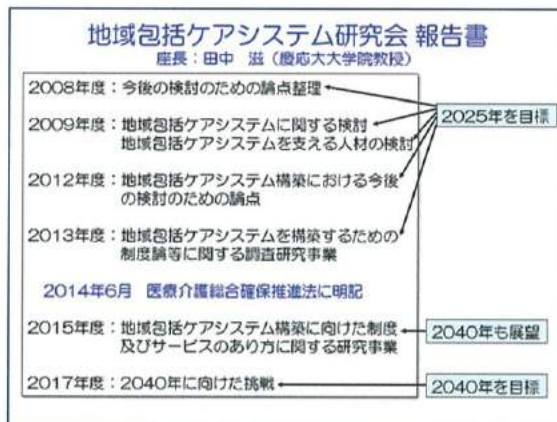 地域包括ケアシステム研究会 報告書
座長：田中 滋（慶応大大学院教授）
2008年度：今後の検討のための論点整理
2009年度：地域包括ケアシステムに関する検討
地域包括ケアシステムを支える人材の検討
2025年を目標
2012年度：地域包括ケアシステム構築における今後
の検討のための論点
2013年度：地域包括ケアシステムを構築するための
制度論等に関する調査研究事業
2014年6月 医療介護総合確保推進法に明記
2015年度：地域包括ケアシステム構築に向けた制度
及びサービスのあり方に関する研究事業
2040年も展望
2017年度：2040年に向けた挑戦
2040年を目標